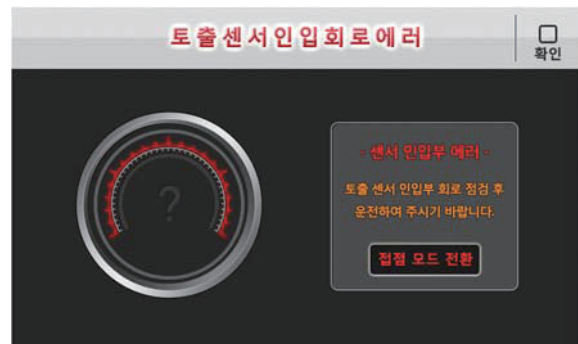 토출센서인입회로에러
확인
- 센서 인입부 에러 -
토출 센서 인입부 회로 점검 후
운전하여 주시기 바랍니다.
?
접점 모드 전환